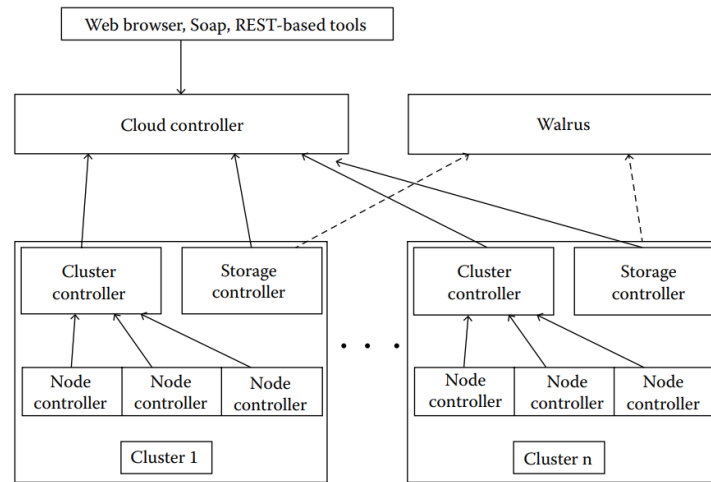 Web browser, Soap, REST-based tools
Cloud controller
Walrus
Cluster
controller
Storage
controller
Cluster
controller
Storage
controller
Node
controller
Node
controller
Node
controller
Node
controller
Node
controller
Node
controller
Cluster 1
Cluster n